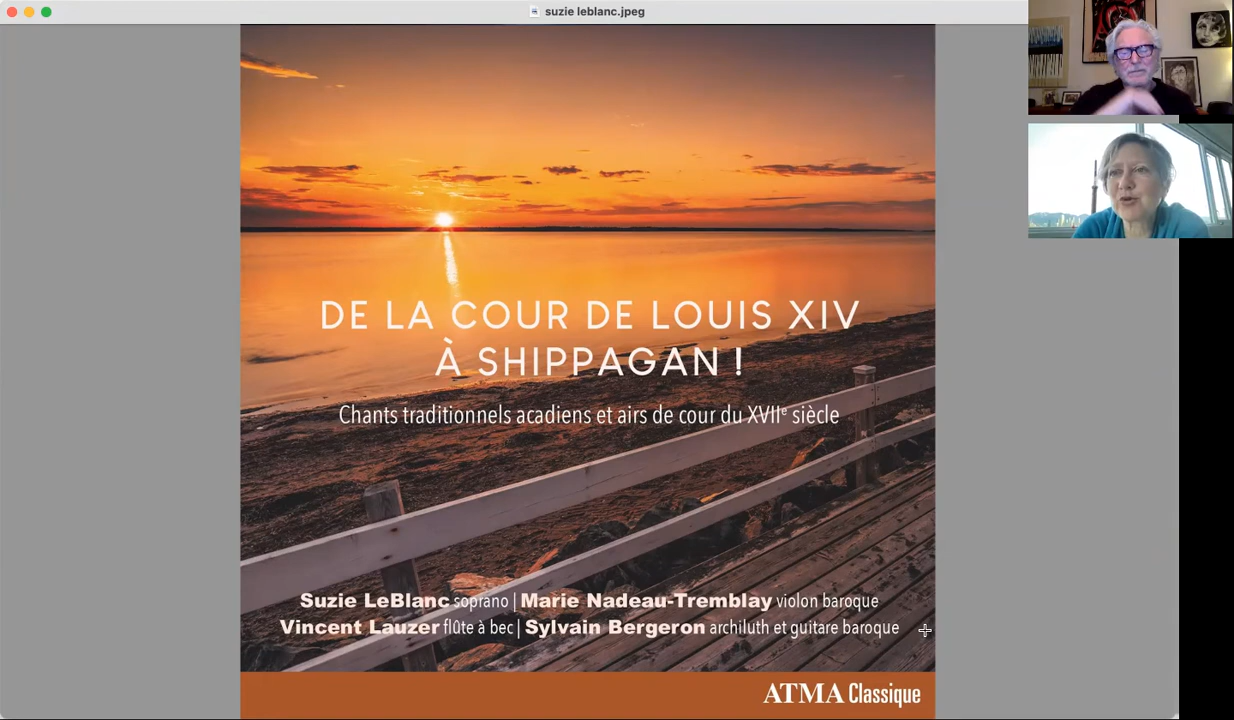 suzie leblanc.jpeg
DE LA COUR DE LOUIS XIV
À SHIPPAGAN !
Chants traditionnels acadiens et airs de cour du XVIIe siècle
Suzie LeBlanc soprano | Marie Nadeau-Tremblay violon baroque
Vincent Lauzer flûte à bec | Sylvain Bergeron archiluth et guitare baroque
ATMA Classique